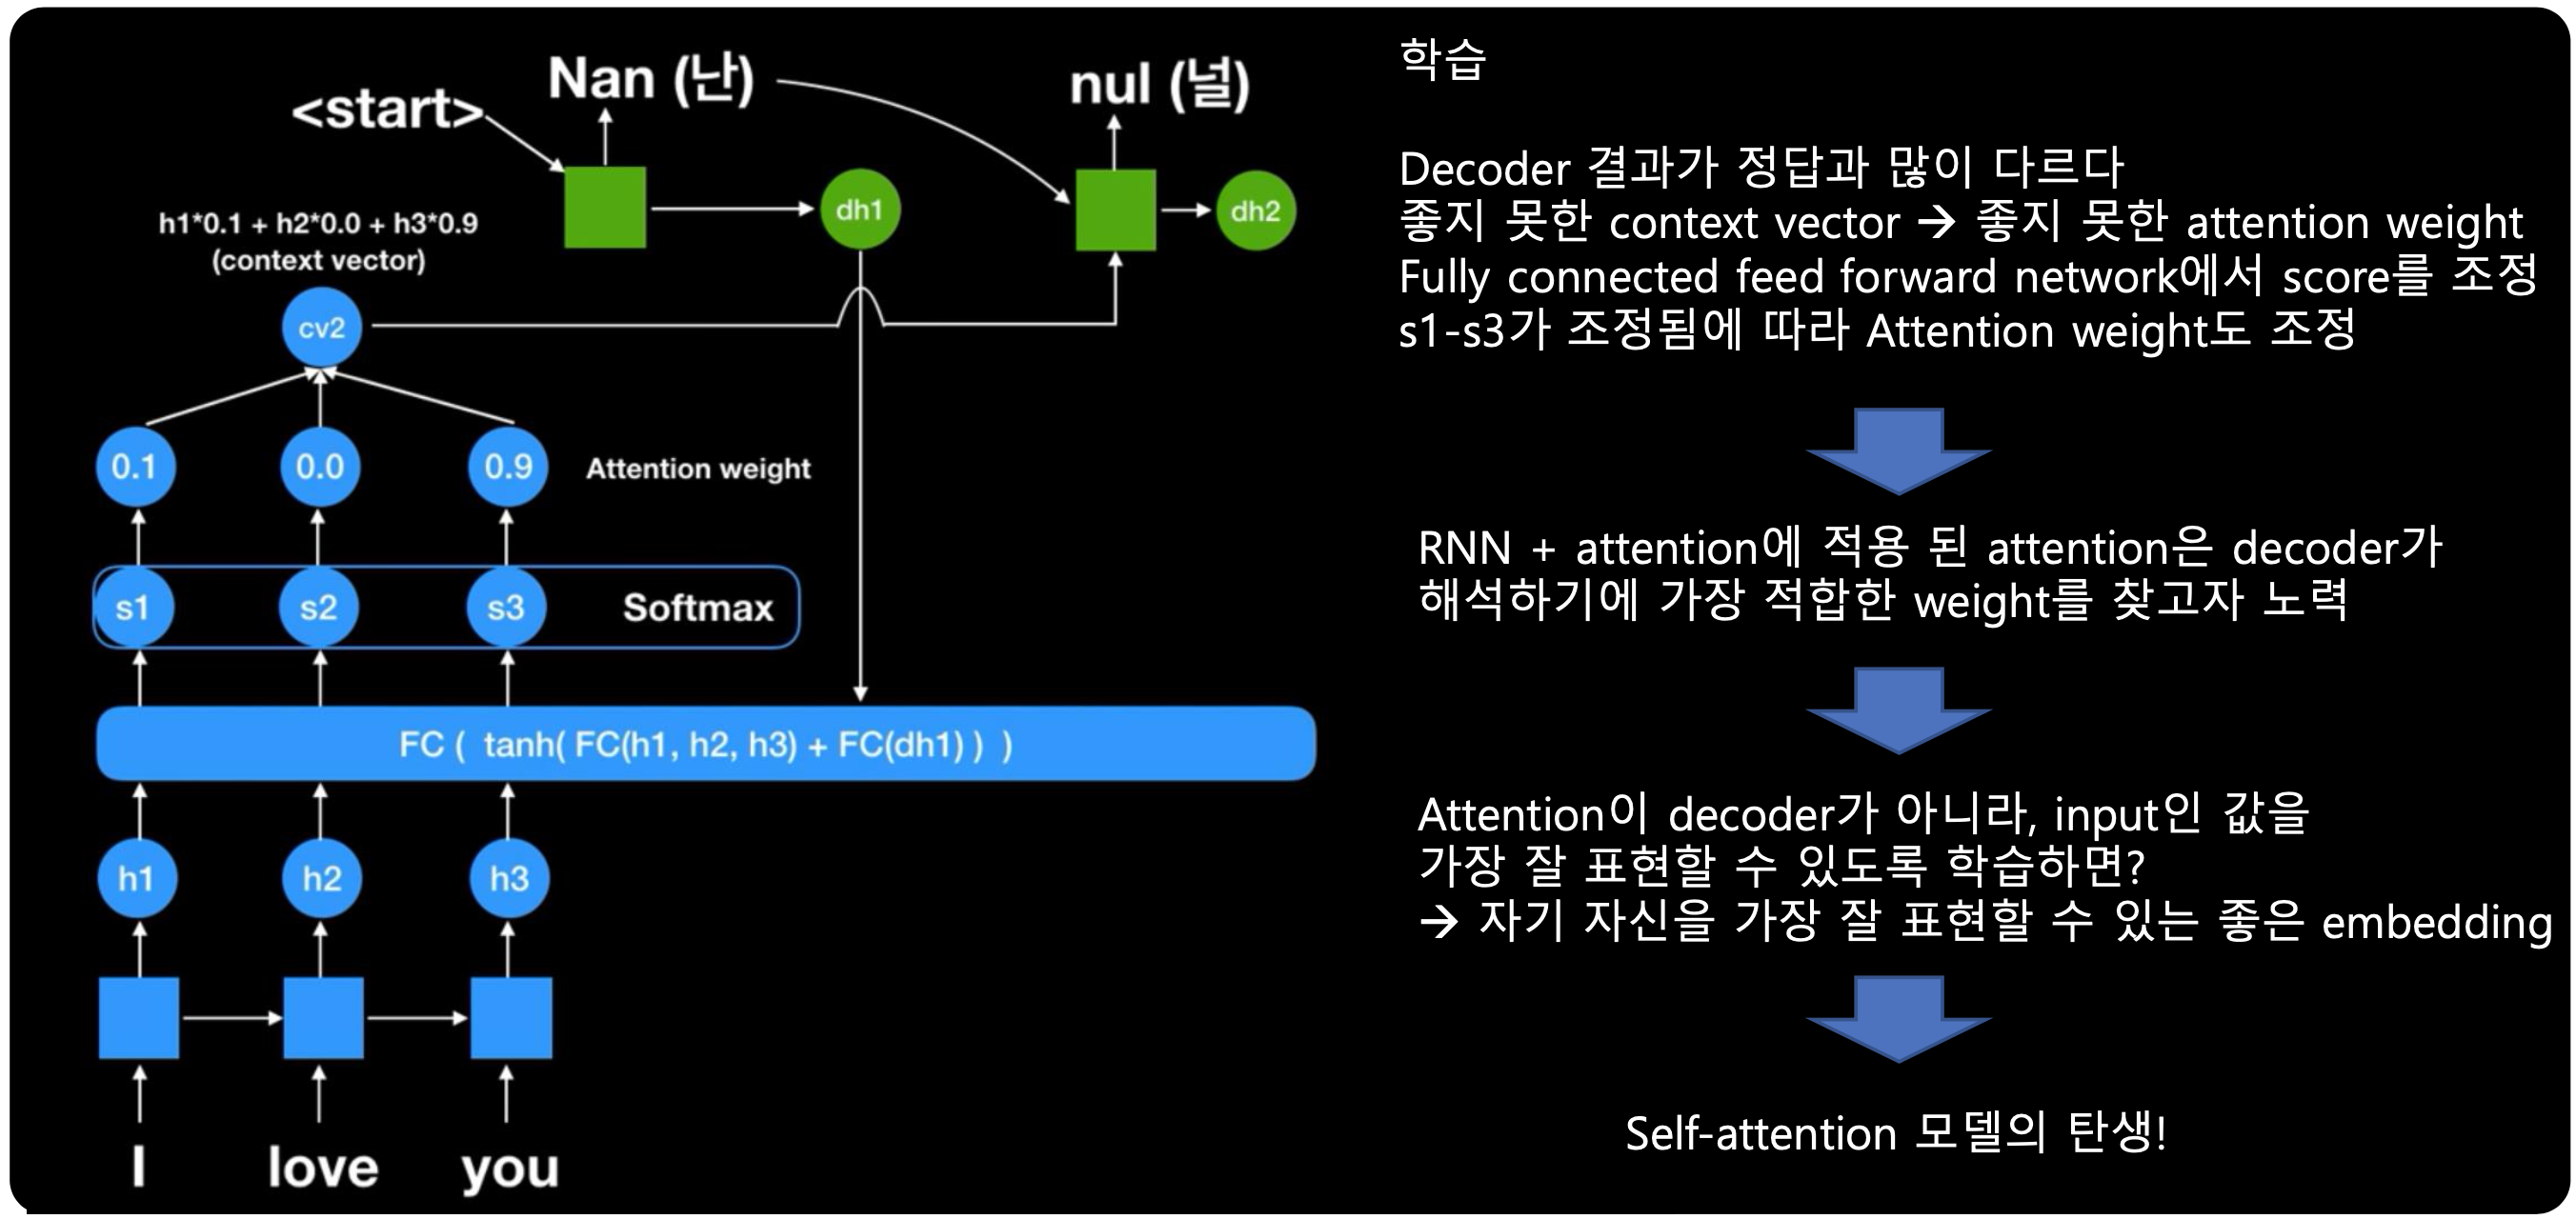 <start>
Nan (난)
nul (널)
dh1
dh2
h1*0.1 + h2*0.0 + h3*0.9
(context vector)
cv2
0.1 0.0 0.9 Attention weight
s1 s2 s3 Softmax
FC ( tanh( FC(h1, h2, h3) + FC(dh1) ) )
h1 h2 h3
I love you
학습
Decoder 결과가 정답과 많이 다르다
좋지 못한 context vector → 좋지 못한 attention weight
Fully connected feed forward network에서 score를 조정
s1-s3가 조정됨에 따라 Attention weight도 조정
RNN + attention에 적용 된 attention은 decoder가
해석하기에 가장 적합한 weight를 찾고자 노력
Attention이 decoder가 아니라, input인 값을
가장 잘 표현할 수 있도록 학습하면?
→ 자기 자신을 가장 잘 표현할 수 있는 좋은 embedding
Self-attention 모델의 탄생!